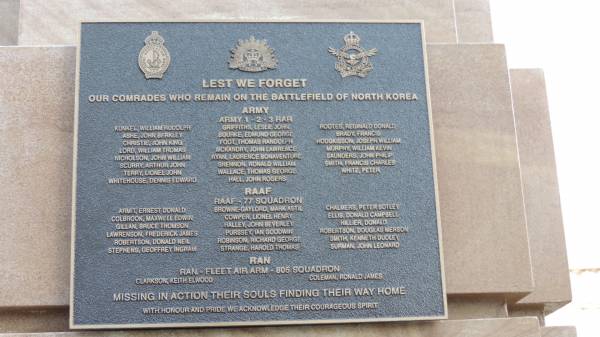 LEST WE FORGET
OUR COMRADES WHO REMAIN ON THE BATTLEFIELD OF NORTH KOREA
ARMY
ARMY 1 - 2 - 3 RAR
KUNKEL, WILLIAM RUDOLPH GRIFFITHS, LESLIE JOHN ROOTES, REGINALD DONALD
ASHE, JOHN BERKLEY BOURKE, EDMUND GEORGE BRADY, FRANCIS
CHRISTIE, JOHN KING FOOT, THOMAS RANDOLPH HODGKISSON, JOSEPH WILLIAM
LORD, WILLIAM THOMAS MCKANDRY, JOHN LAWRENCE MURPHY, WILLIAM KEVIN
NICHOLSON, JOHN WILLIAM RYAN, LAURENCE BONAVENTURE SAUNDERS, JOHN PHILIP
SCURRY, ARTHUR JOHN SHENNON, RONALD WILLIAM SMITH, FRANCIS CHARLES
TERRY, LIONEL JOHN WALLACE, THOMAS GEORGE WHITZ, PETER
WHITEHOUSE, DENNIS EDWARD HALL, JOHN ROGERS
RAAF
RAAF - 77 SQUADRON
ARMIT, ERNEST DONALD BROWNE-GAYLORD, MARK ASTIL CHALMERS, PETER BOTLEY
COLBROOK, MAXWELL EDWIN COWPER, LIONEL HENRY ELLIS, DONALD CAMPBELL
GILLAN, BRUCE THOMSON HALLEY, JOHN BEVERLEY HILLIER, DONALD
LAWRENSON, FREDERICK JAMES PURSSEY, IAN GOODWIN ROBERTSON, DOUGLAS MERSON
ROBERTSON, DONALD NEIL ROBINSON, RICHARD GEORGE SMITH, KENNETH DUDLEY
STEPHENS, GEOFFREY INGRAM STRANGE, HAROLD THOMAS SURMAN, JOHN LEONARD
RAN
RAN - FLEET AIR ARM - 805 SQUADRON
CLARKSON, KEITH ELWOOD COLEMAN, RONALD JAMES
MISSING IN ACTION THEIR SOULS FINDING THEIR WAY HOME
WITH HONOUR AND PRIDE, WE ACKNOWLEDGE THEIR COURAGEOUS SPIRIT.